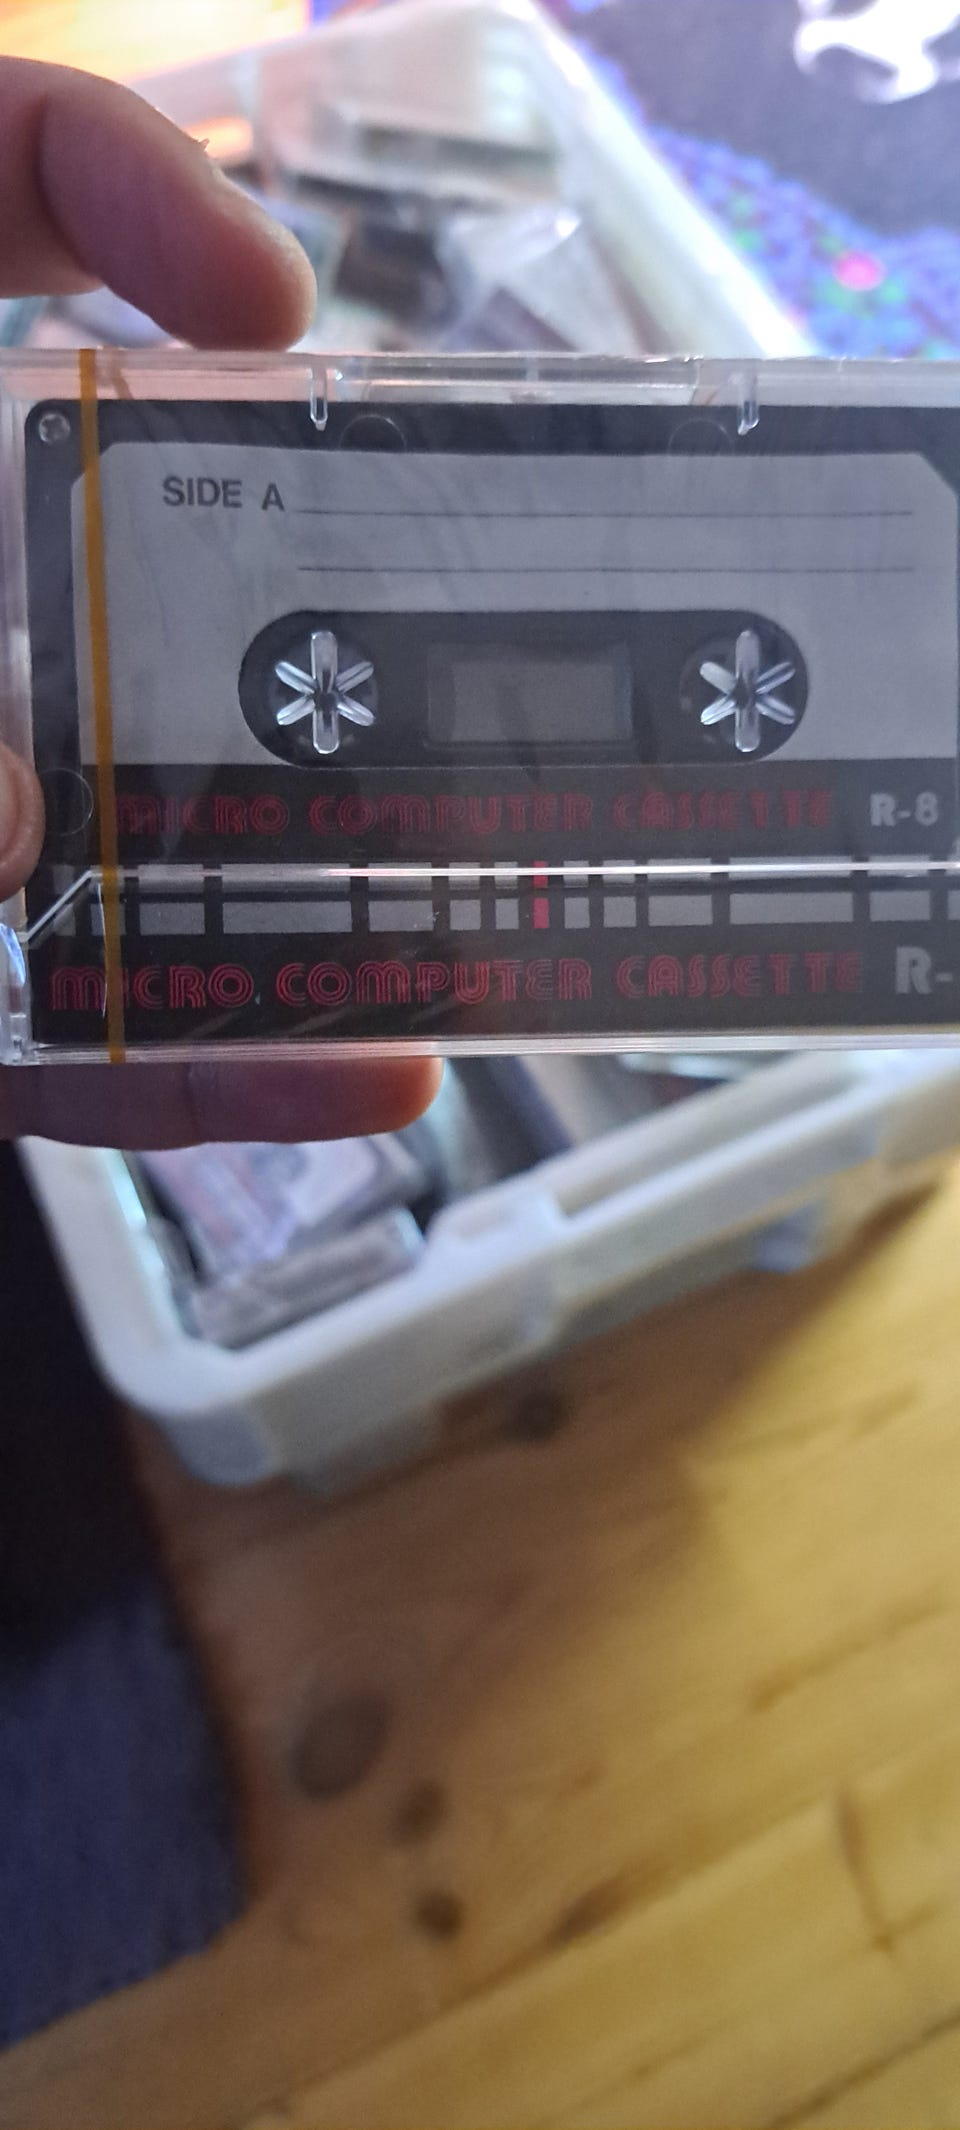 SIDE A
MICRO COMPUTER CASSETTE R-8
MICRO COMPUTER CASSETTE R-